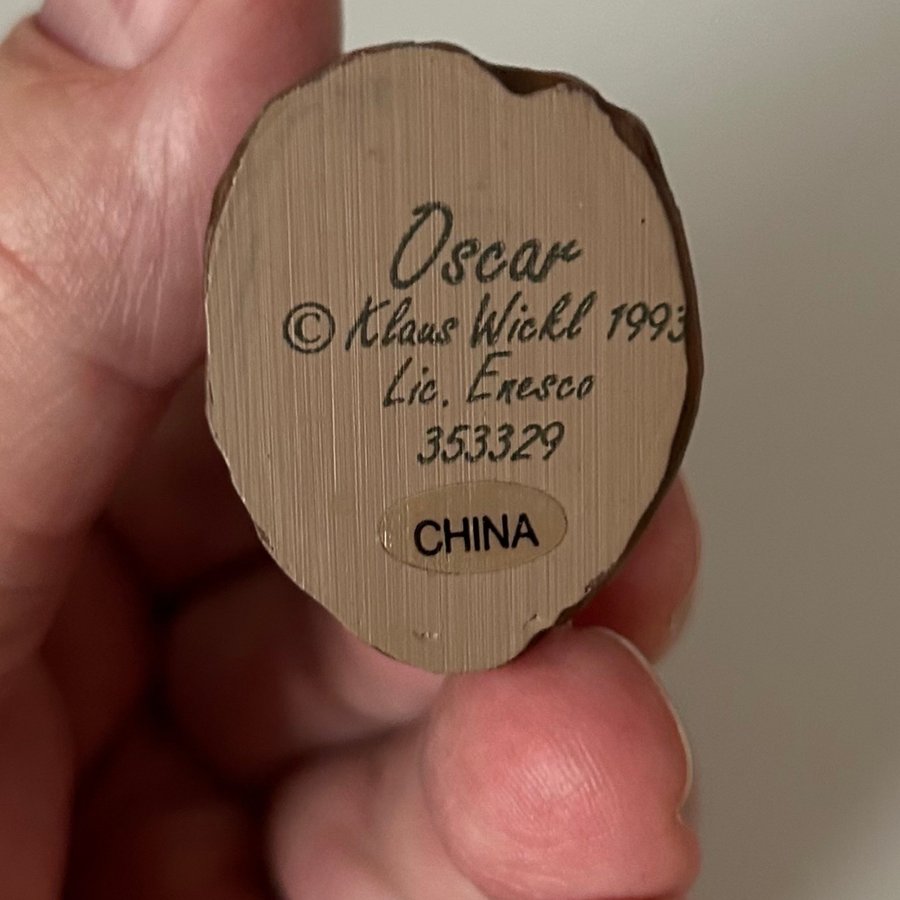 Oscar
© Klaus Wickl 1993
Lic. Enesco
353329
CHINA